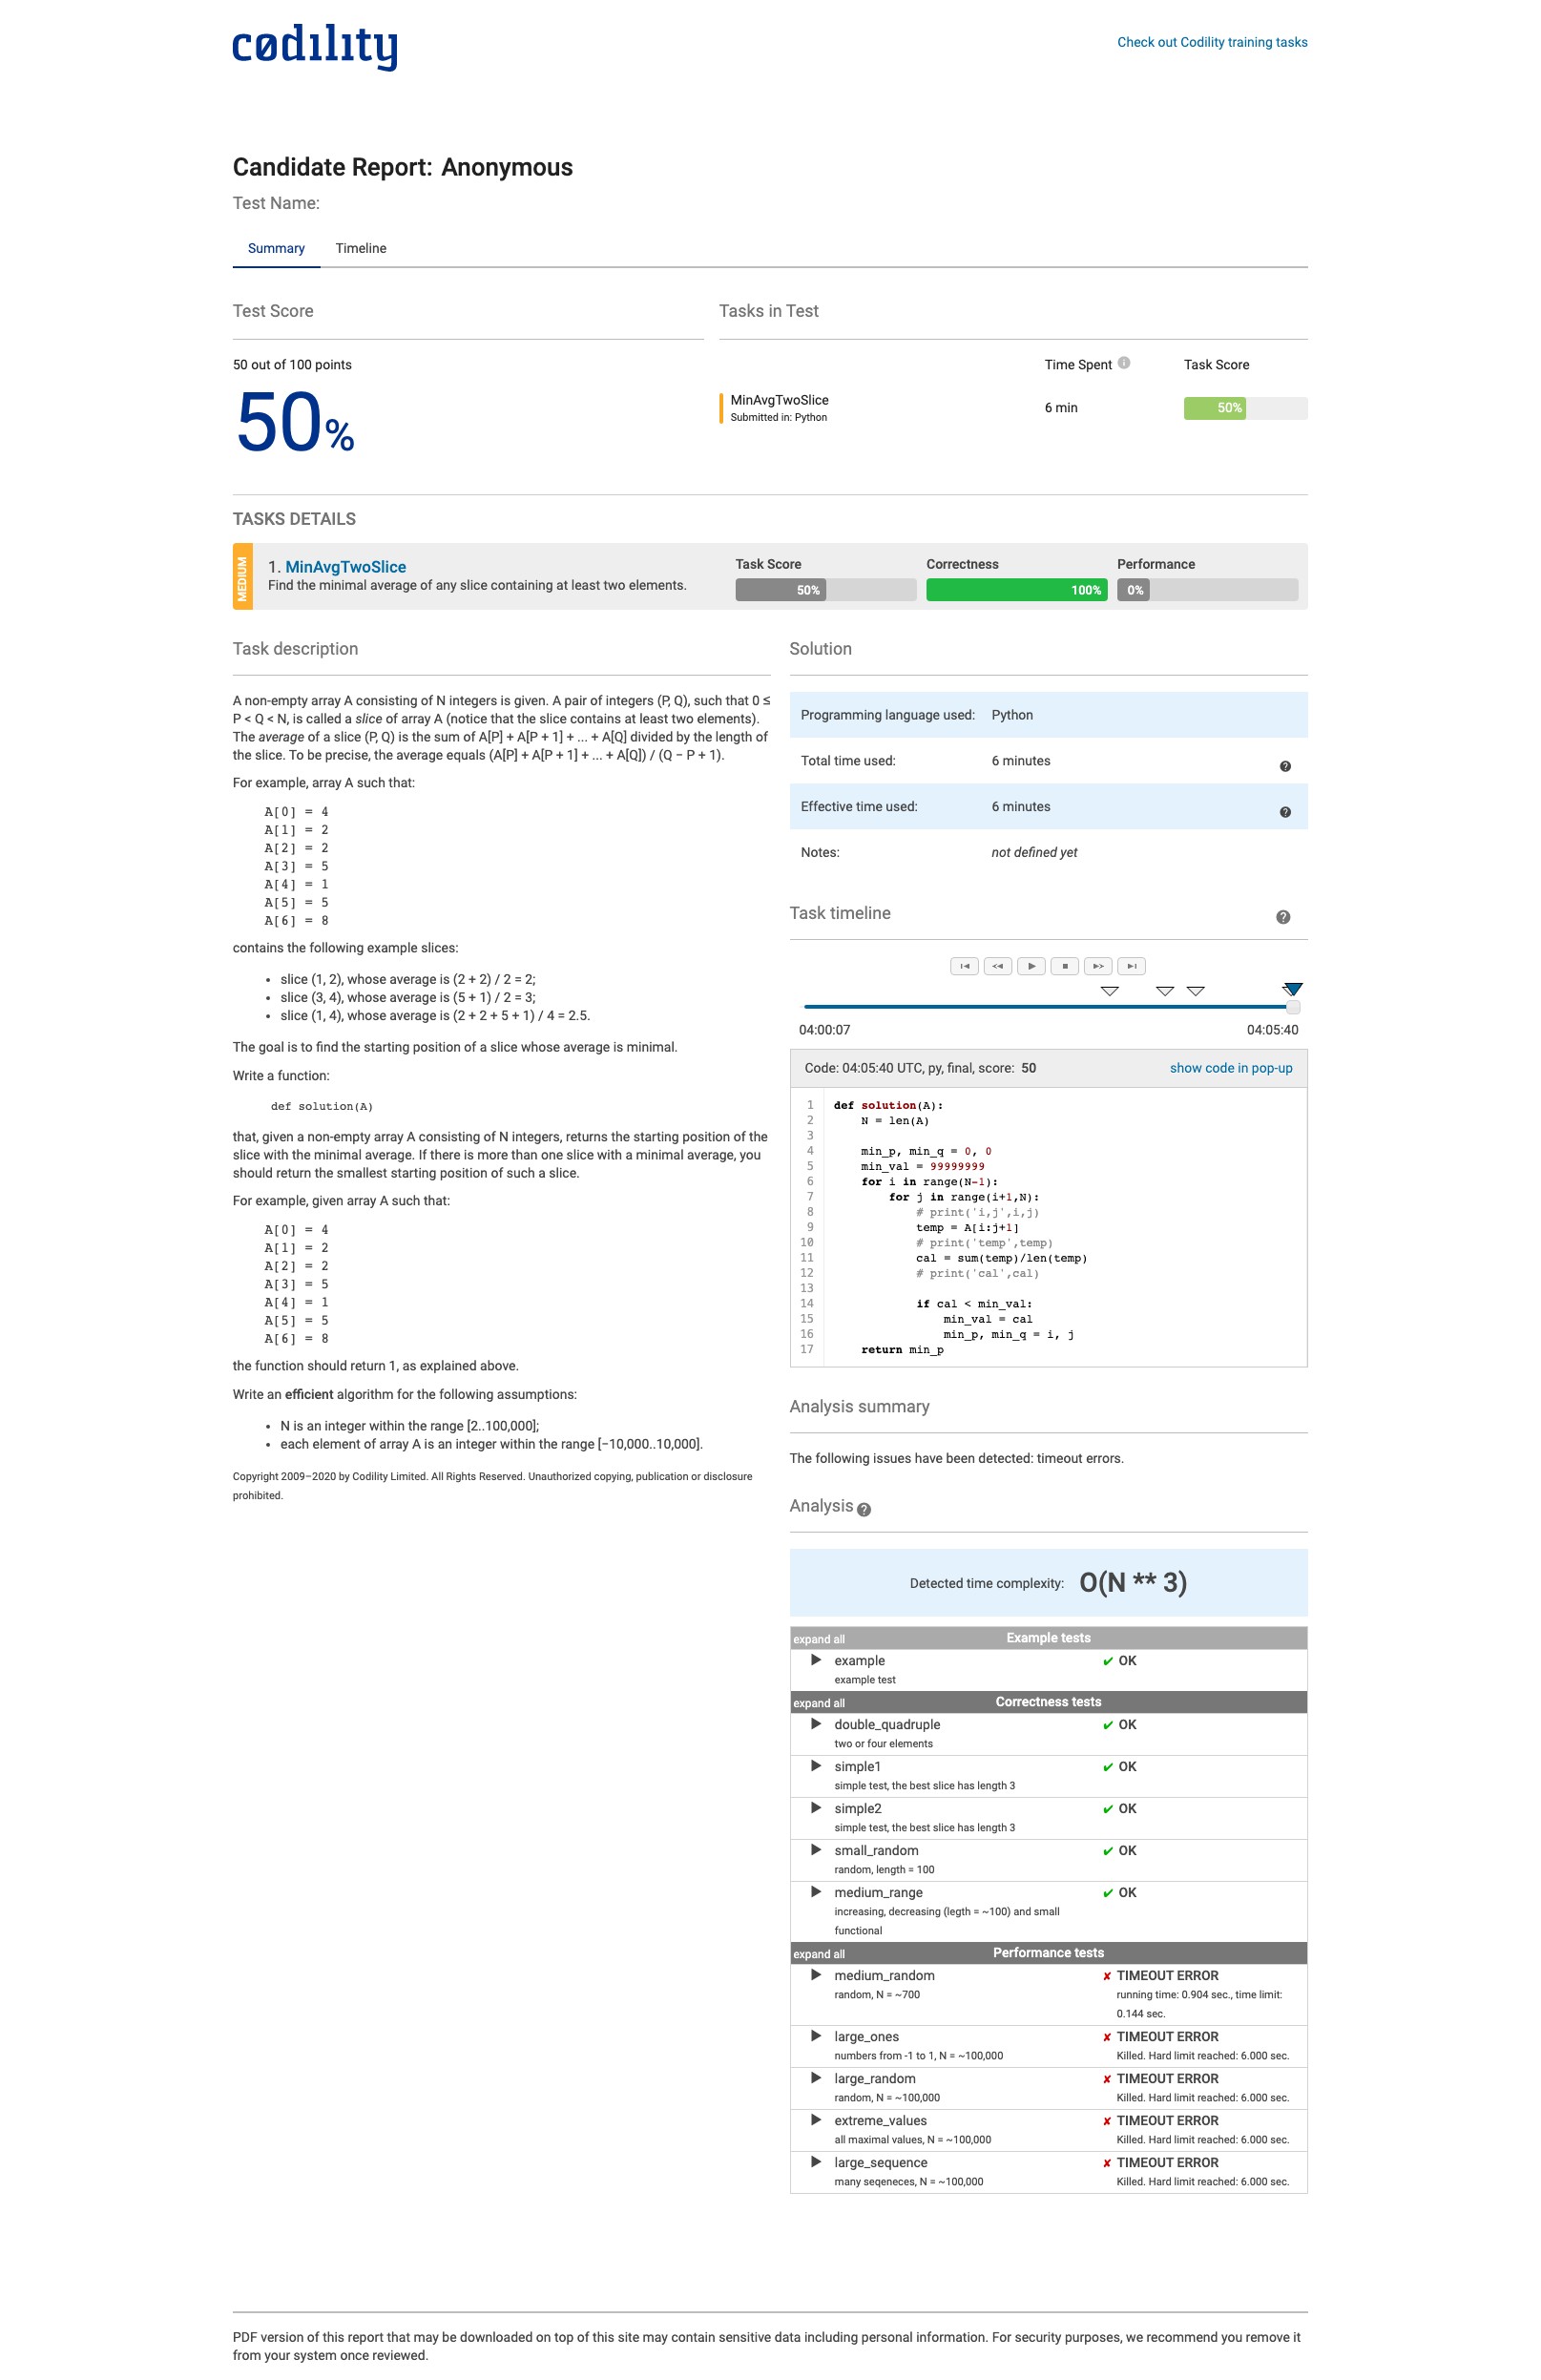 cødility
Check out Codility training tasks
Candidate Report: Anonymous
Test Name:
Summary Timeline
Test Score
50 out of 100 points
50%
Tasks in Test
Time Spent Task Score
MinAvgTwoSlice
Submitted in: Python
6 min
50%
TASKS DETAILS
MEDIUM
1. MinAvgTwoSlice
Find the minimal average of any slice containing at least two elements.
Task Score
50%
Correctness
100%
Performance
0%
Task description
A non-empty array A consisting of N integers is given. A pair of integers (P, Q), such that 0 ≤
P < Q < N, is called a slice of array A (notice that the slice contains at least two elements).
The average of a slice (P, Q) is the sum of A[P] + A[P + 1] + ... + A[Q] divided by the length of
the slice. To be precise, the average equals (A[P] + A[P + 1] + ... + A[Q]) / (Q − P + 1).
For example, array A such that:
A[0] = 4
A[1] = 2
A[2] = 2
A[3] = 5
A[4] = 1
A[5] = 5
A[6] = 8
contains the following example slices:
• slice (1, 2), whose average is (2 + 2) / 2 = 2;
• slice (3, 4), whose average is (5 + 1) / 2 = 3;
• slice (1, 4), whose average is (2 + 2 + 5 + 1) / 4 = 2.5.
The goal is to find the starting position of a slice whose average is minimal.
Write a function:
def solution(A)
that, given a non-empty array A consisting of N integers, returns the starting position of the
slice with the minimal average. If there is more than one slice with a minimal average, you
should return the smallest starting position of such a slice.
For example, given array A such that:
A[0] = 4
A[1] = 2
A[2] = 2
A[3] = 5
A[4] = 1
A[5] = 5
A[6] = 8
the function should return 1, as explained above.
Write an efficient algorithm for the following assumptions:
• N is an integer within the range [2..100,000];
• each element of array A is an integer within the range [−10,000..10,000].
Copyright 2009–2020 by Codility Limited. All Rights Reserved. Unauthorized copying, publication or disclosure
prohibited.
Solution
Programming language used: Python
Total time used: 6 minutes
Effective time used: 6 minutes
Notes: not defined yet
Task timeline
04:00:07 04:05:40
Code: 04:05:40 UTC, py, final, score: 50 show code in pop-up
1 def solution(A):
2 N = len(A)
3
4 min_p, min_q = 0, 0
5 min_val = 99999999
6 for i in range(N-1):
7 for j in range(i+1,N):
8 # print('i,j',i,j)
9 temp = A[i:j+1]
10 # print('temp',temp)
11 cal = sum(temp)/len(temp)
12 # print('cal',cal)
13
14 if cal < min_val:
15 min_val = cal
16 min_p, min_q = i, j
17 return min_p
Analysis summary
The following issues have been detected: timeout errors.
Analysis
Detected time complexity: O(N ** 3)
expand all Example tests
example ✔ OK
example test
expand all Correctness tests
double_quadruple ✔ OK
two or four elements
simple1 ✔ OK
simple test, the best slice has length 3
simple2 ✔ OK
simple test, the best slice has length 3
small_random ✔ OK
random, length = 100
medium_range ✔ OK
increasing, decreasing (legth = ~100) and small
functional
expand all Performance tests
medium_random ✘ TIMEOUT ERROR
random, N = ~700 running time: 0.904 sec., time limit:
0.144 sec.
large_ones ✘ TIMEOUT ERROR
numbers from -1 to 1, N = ~100,000 Killed. Hard limit reached: 6.000 sec.
large_random ✘ TIMEOUT ERROR
random, N = ~100,000 Killed. Hard limit reached: 6.000 sec.
extreme_values ✘ TIMEOUT ERROR
all maximal values, N = ~100,000 Killed. Hard limit reached: 6.000 sec.
large_sequence ✘ TIMEOUT ERROR
many seqeneces, N = ~100,000 Killed. Hard limit reached: 6.000 sec.
PDF version of this report that may be downloaded on top of this site may contain sensitive data including personal information. For security purposes, we recommend you remove it
from your system once reviewed.